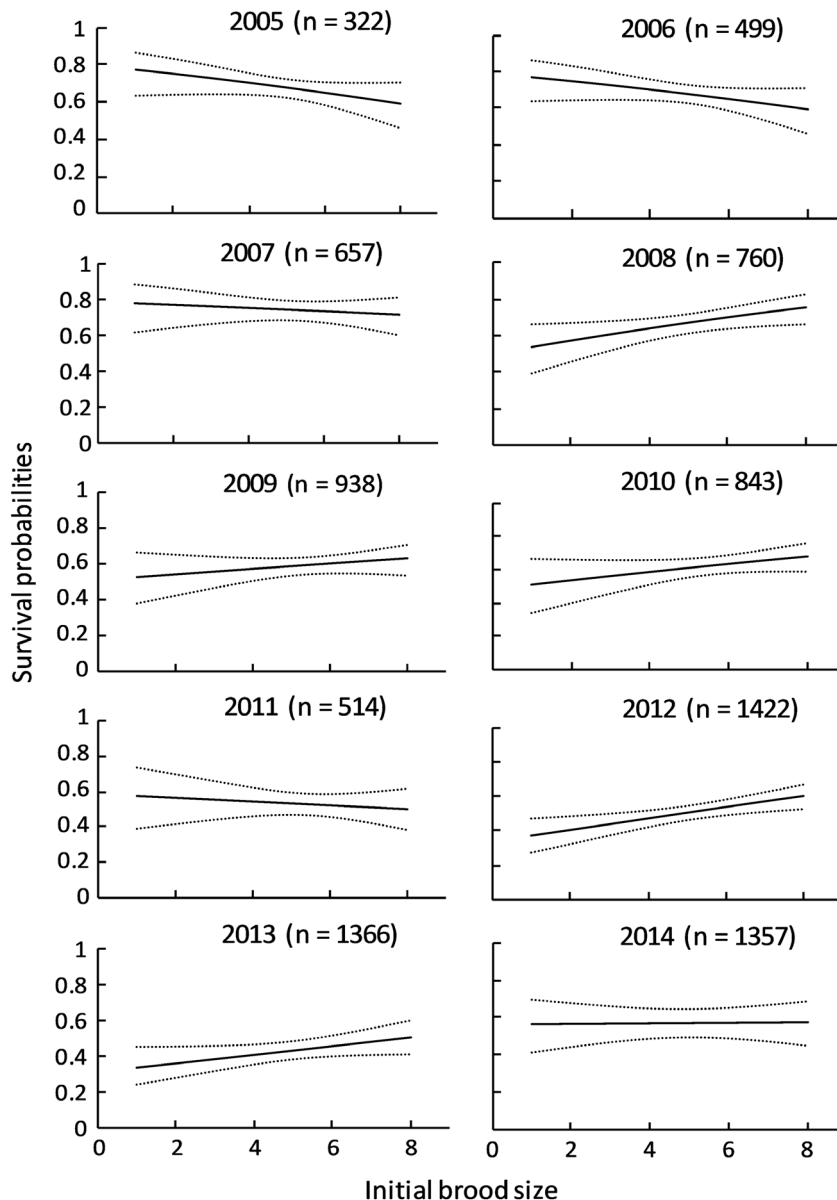 2005 (n = 322)
1
0.8
0.6
0.4
0.2
0
2006 (n = 499)
2007 (n = 657)
1
0.8
0.6
0.4
0.2
0
2008 (n = 760)
Survival probabilities
2009 (n = 938)
1
0.8
0.6
0.4
0.2
0
2010 (n = 843)
2011 (n = 514)
1
0.8
0.6
0.4
0.2
0
2012 (n = 1422)
2013 (n = 1366)
1
0.8
0.6
0.4
0.2
0
0 2 4 6 8
2014 (n = 1357)
0 2 4 6 8
Initial brood size